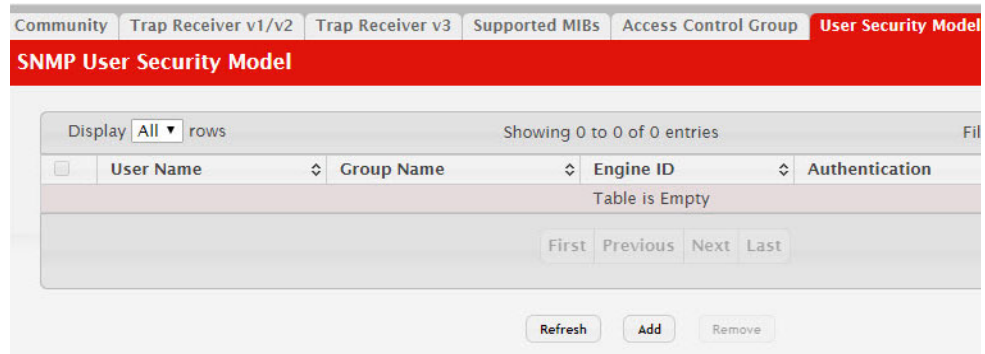 Community Trap Receiver v1/v2 Trap Receiver v3 Supported MIBs Access Control Group User Security Model
SNMP User Security Model
Display All rows Showing 0 to 0 of 0 entries Fil
User Name Group Name Engine ID Authentication
Table is Empty
First Previous Next Last
Refresh Add Remove